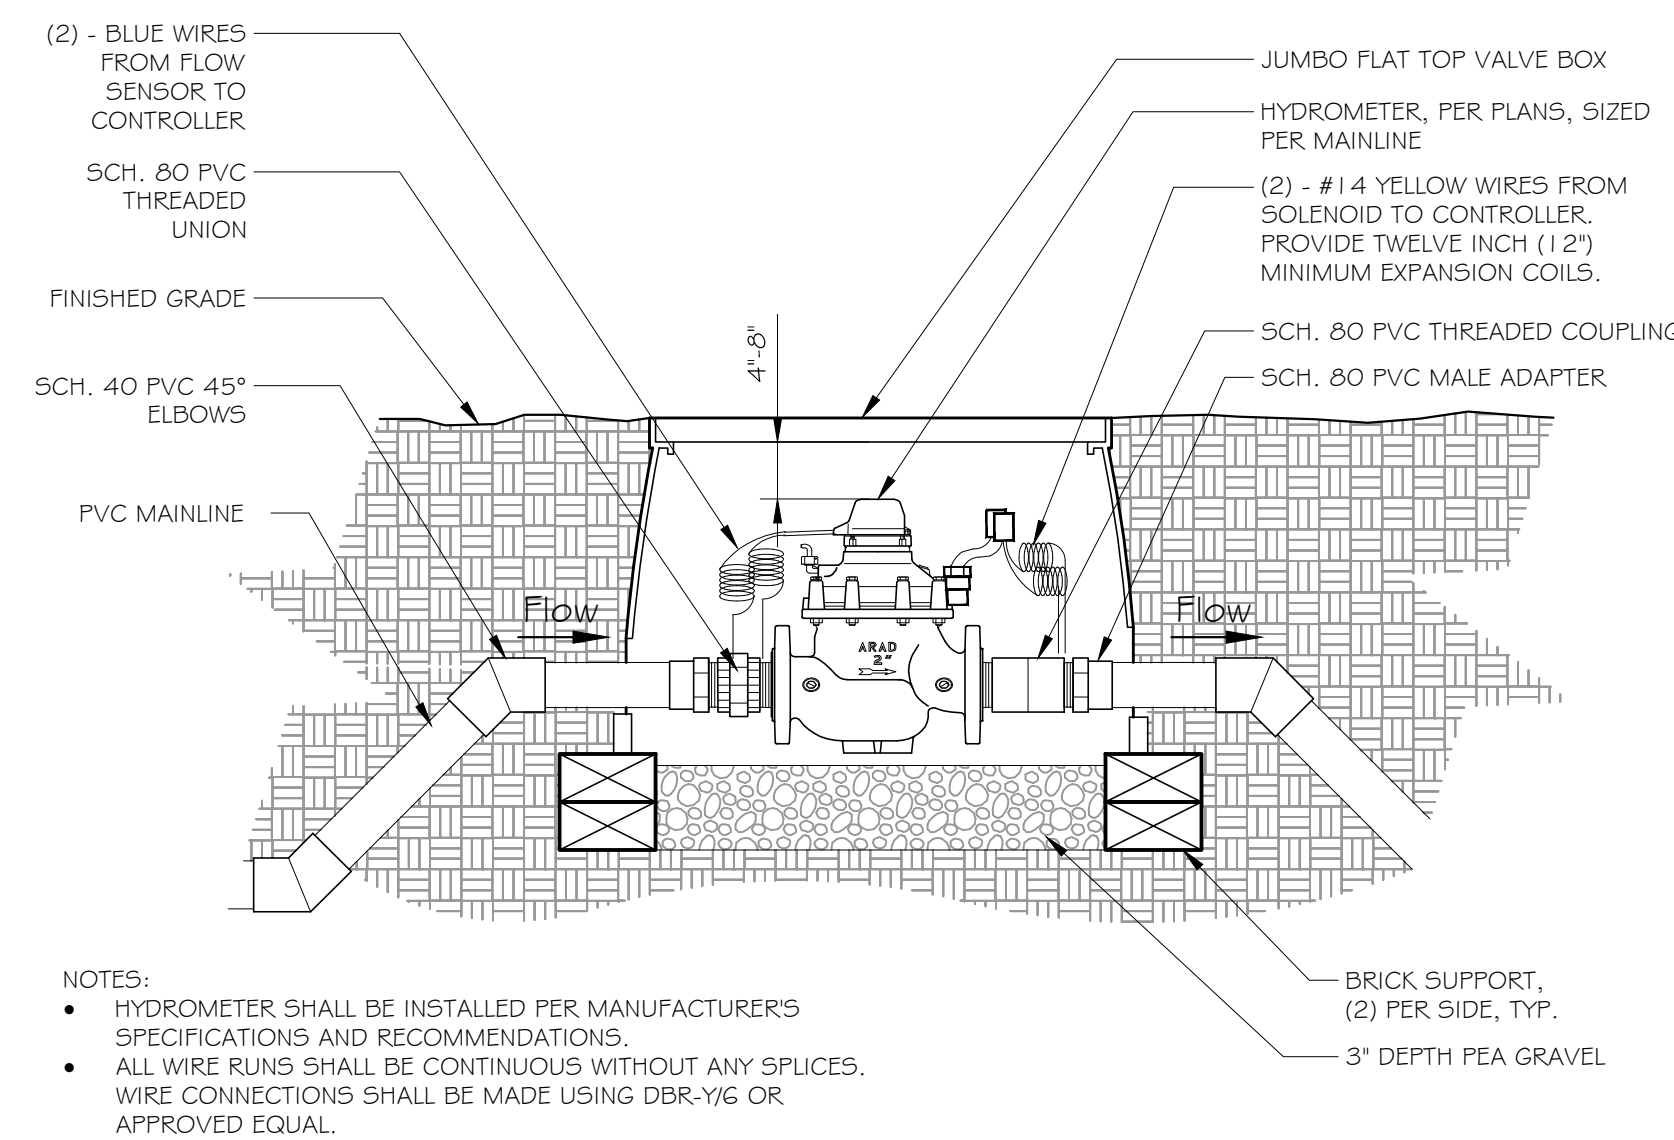 (2) - BLUE WIRES
FROM FLOW
SENSOR TO
CONTROLLER
SCH. 80 PVC
THREADED
UNION
FINISHED GRADE
SCH. 40 PVC 45°
ELBOWS
PVC MAINLINE
JUMBO FLAT TOP VALVE BOX
HYDROMETER, PER PLANS, SIZED
PER MAINLINE
(2) - #14 YELLOW WIRES FROM
SOLENOID TO CONTROLLER.
PROVIDE TWELVE INCH (12")
MINIMUM EXPANSION COILS.
SCH. 80 PVC THREADED COUPLING
SCH. 80 PVC MALE ADAPTER
4"-8"
Flow
Flow
ARAD
2"
BRICK SUPPORT,
(2) PER SIDE, TYP.
3" DEPTH PEA GRAVEL
NOTES:
• HYDROMETER SHALL BE INSTALLED PER MANUFACTURER'S
SPECIFICATIONS AND RECOMMENDATIONS.
• ALL WIRE RUNS SHALL BE CONTINUOUS WITHOUT ANY SPLICES.
WIRE CONNECTIONS SHALL BE MADE USING DBR-Y/6 OR
APPROVED EQUAL.